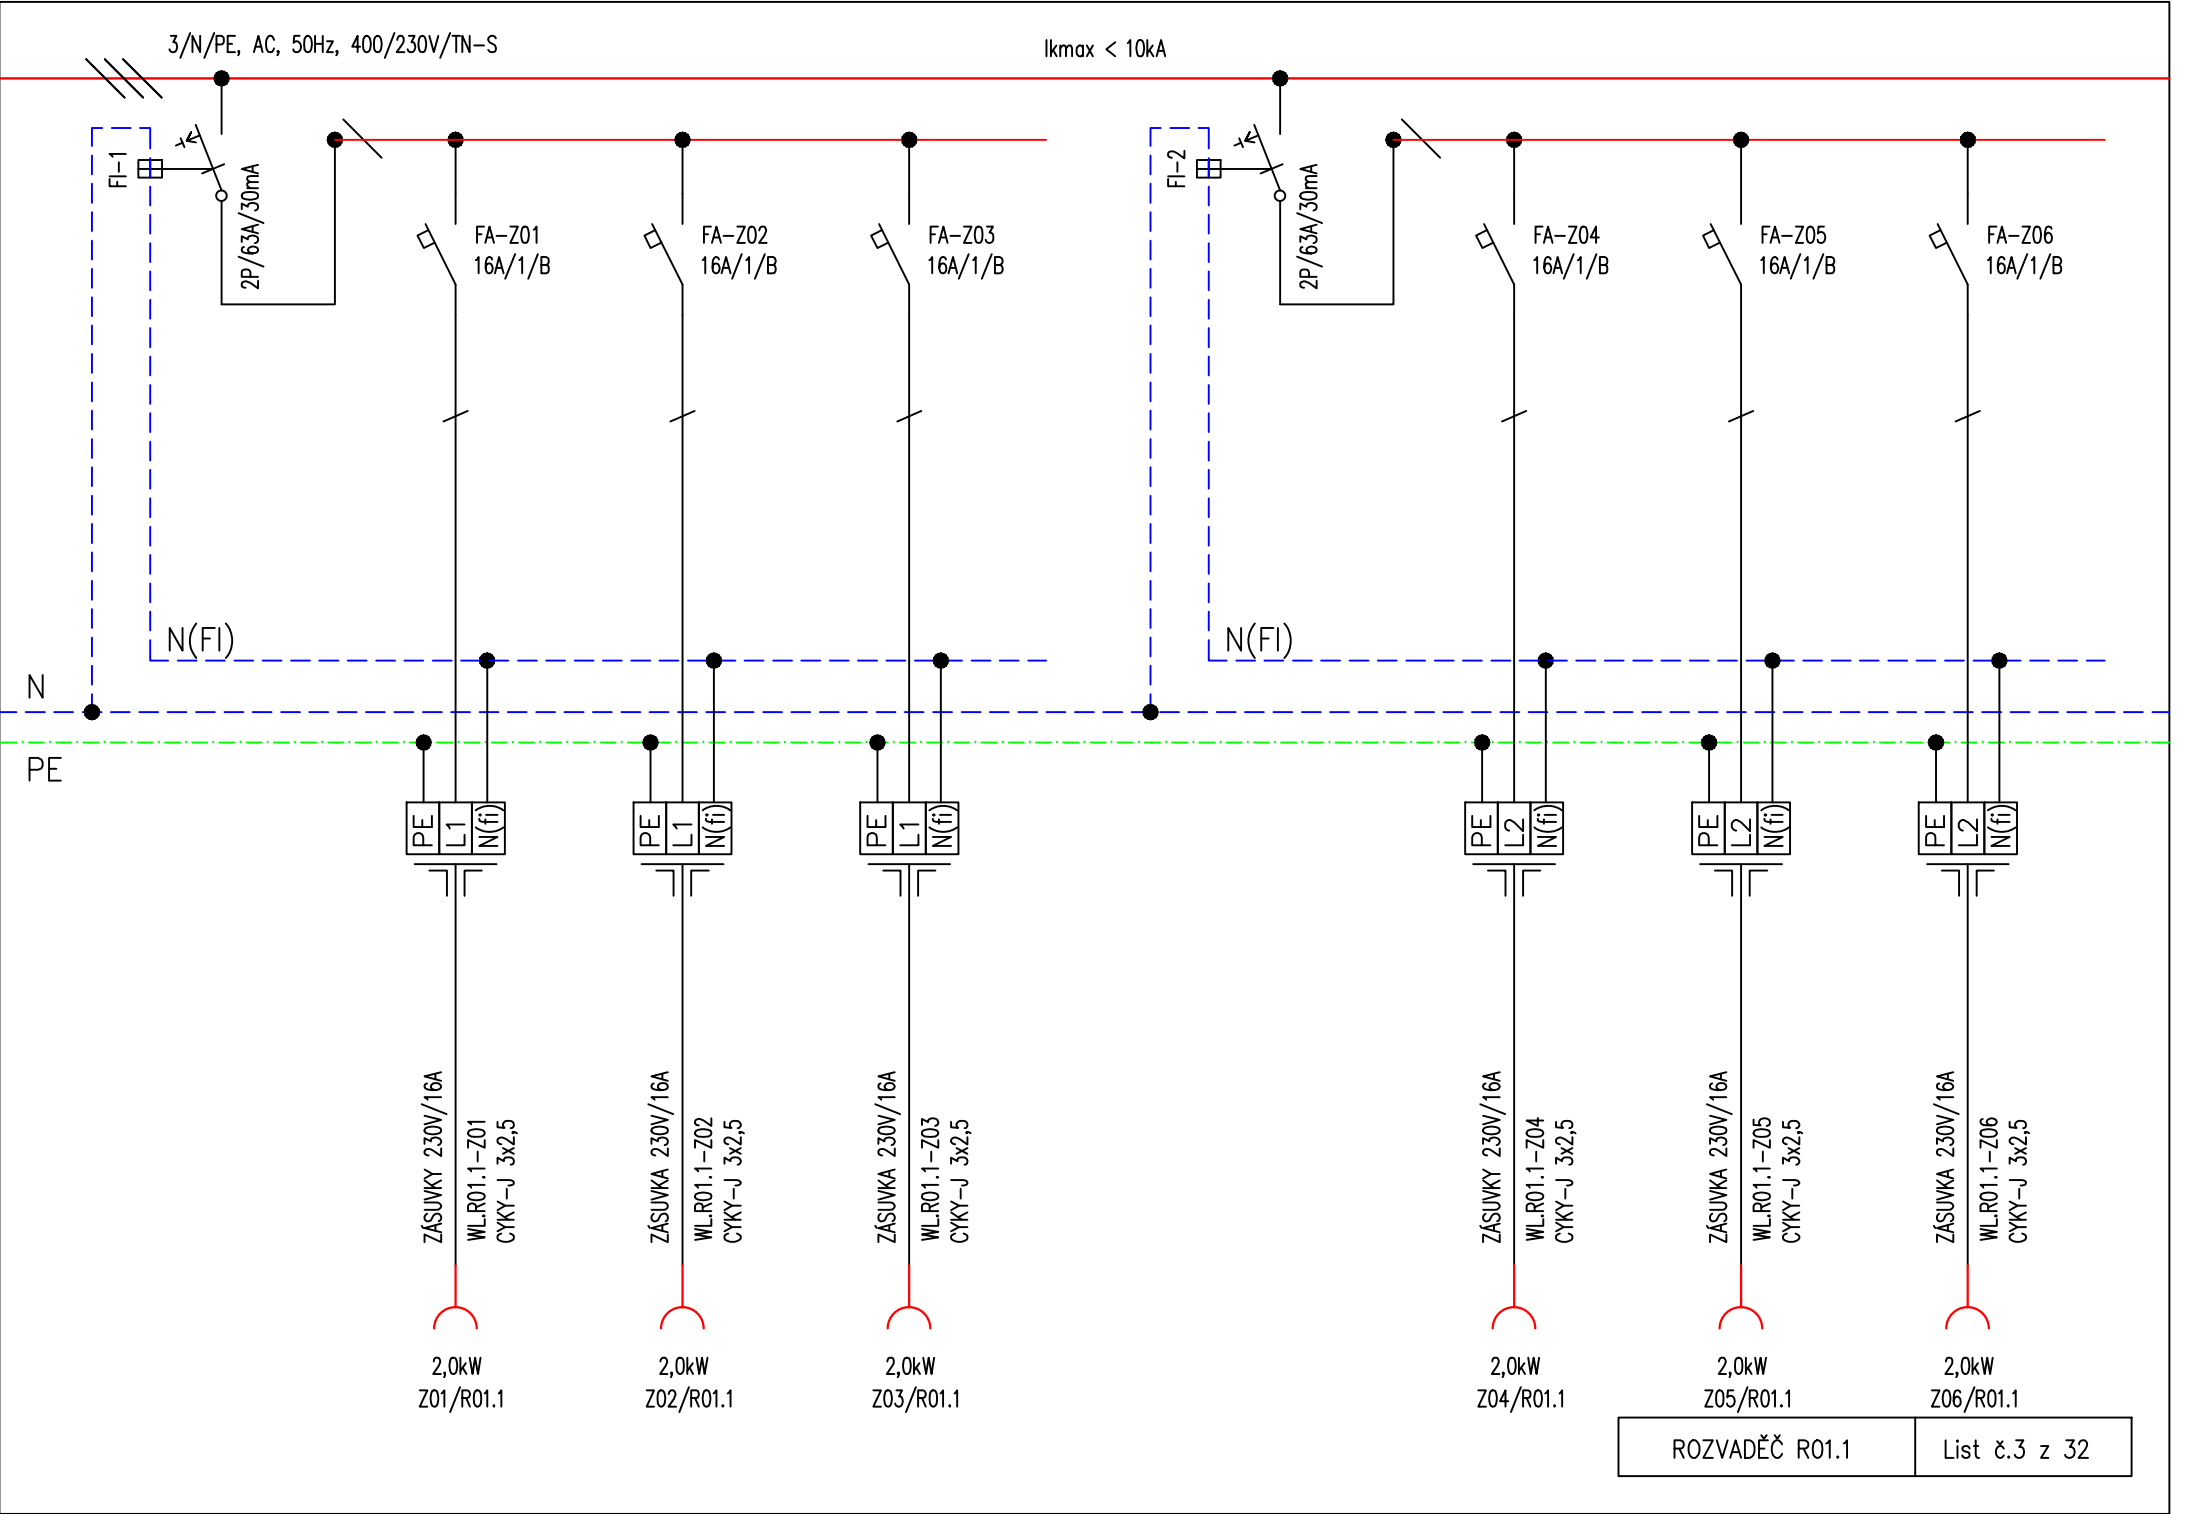 3/N/PE, AC, 50Hz, 400/230V/TN-S
Ikmax < 10kA
FI-1
2P/63A/30mA
FA-Z01
16A/1/B
FA-Z02
16A/1/B
FA-Z03
16A/1/B
FI-2
2P/63A/30mA
FA-Z04
16A/1/B
FA-Z05
16A/1/B
FA-Z06
16A/1/B
N(FI)
N(FI)
N
PE
PE
L1
N(fi)
PE
L1
N(fi)
PE
L1
N(fi)
PE
L2
N(fi)
PE
L2
N(fi)
PE
L2
N(fi)
ZÁSUVKY 230V/16A
WL.R01.1-Z01
CYKY-J 3x2,5
ZÁSUVKA 230V/16A
WL.R01.1-Z02
CYKY-J 3x2,5
ZÁSUVKA 230V/16A
WL.R01.1-Z03
CYKY-J 3x2,5
ZÁSUVKY 230V/16A
WL.R01.1-Z04
CYKY-J 3x2,5
ZÁSUVKA 230V/16A
WL.R01.1-Z05
CYKY-J 3x2,5
ZÁSUVKA 230V/16A
WL.R01.1-Z06
CYKY-J 3x2,5
2,0kW
Z01/R01.1
2,0kW
Z02/R01.1
2,0kW
Z03/R01.1
2,0kW
Z04/R01.1
2,0kW
Z05/R01.1
2,0kW
Z06/R01.1
ROZVADĚČ R01.1
List č.3 z 32